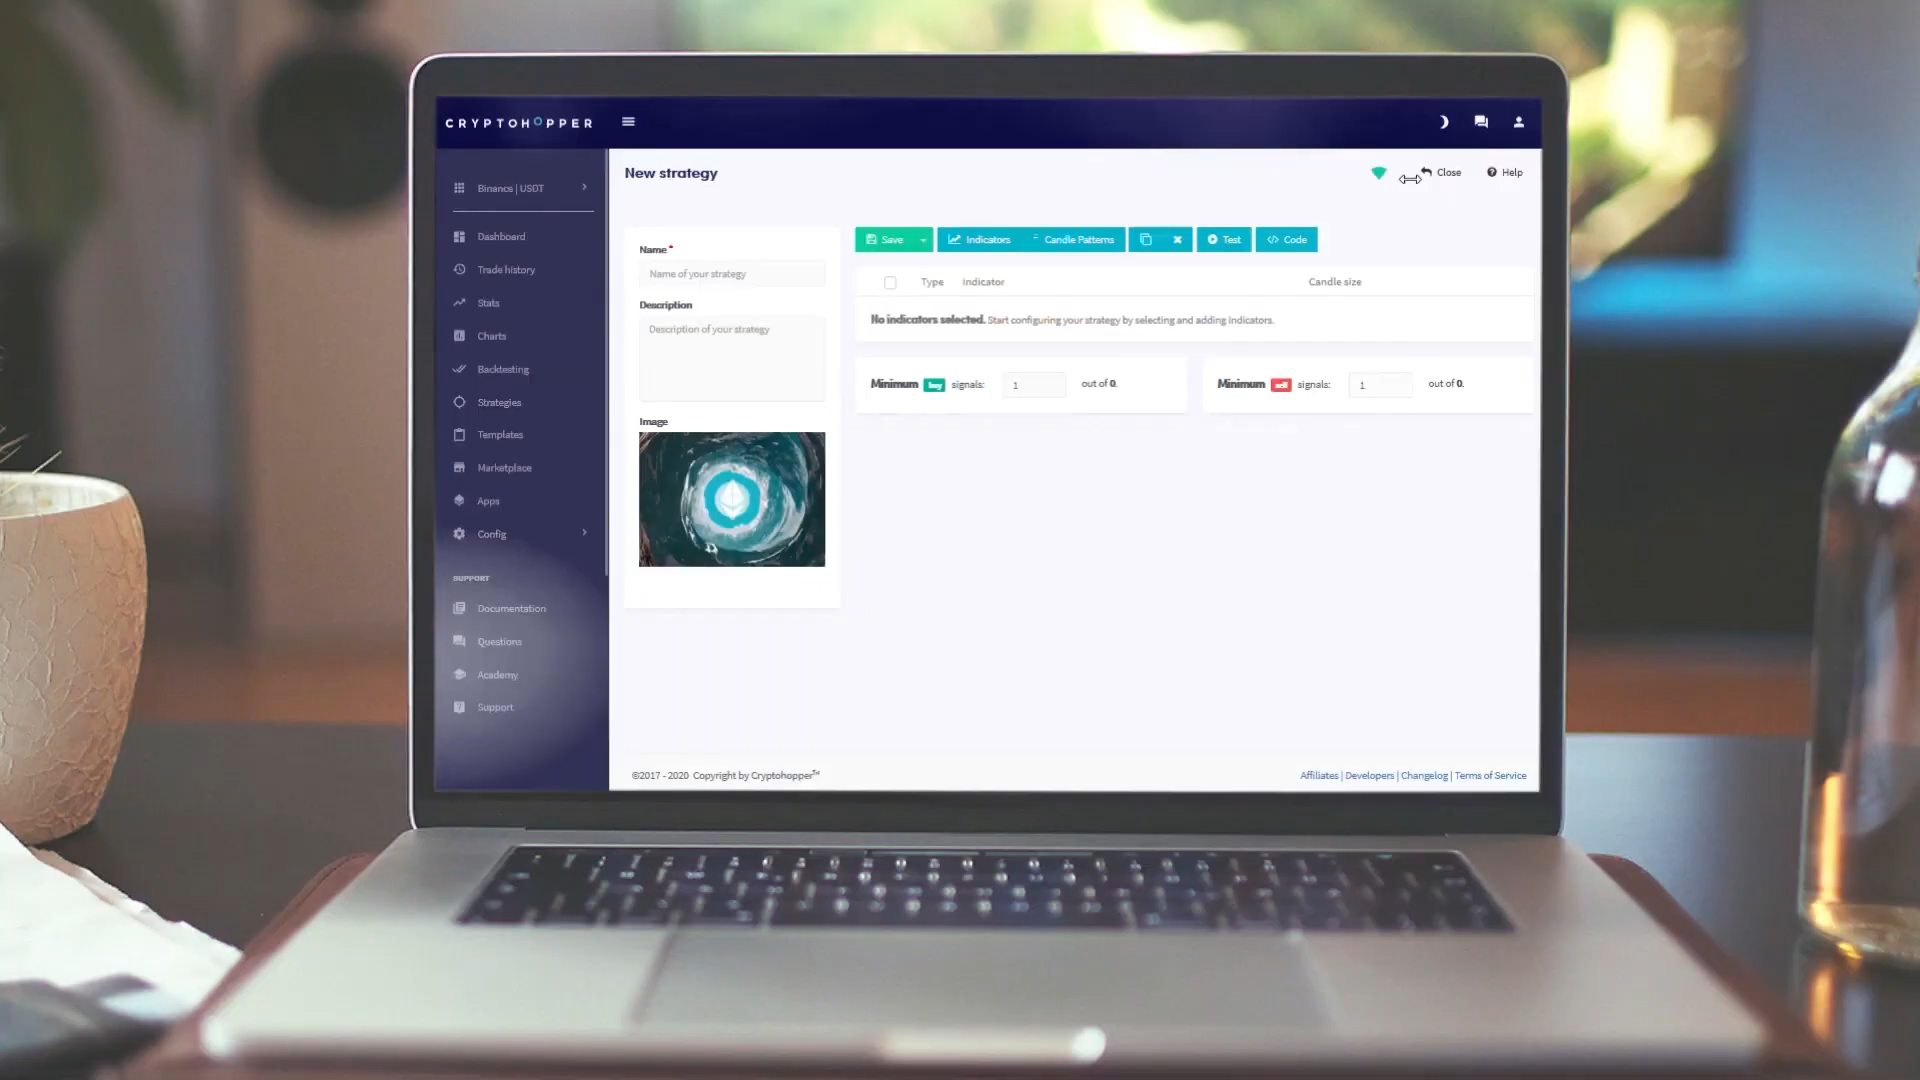 CRYPTOHOPPER
New strategy
Close
Help
Binance | USDT
Dashboard
Trade history
Stats
Charts
Backtesting
Strategies
Templates
Marketplace
Apps
Config
SUPPORT
Documentation
Questions
Academy
Support
Name *
Name of your strategy
Description
Description of your strategy
Image
Save
Indicators
Candle Patterns
Test
</> Code
Type
Indicator
Candle size
No indicators selected. Start configuring your strategy by selecting and adding indicators.
Minimum buy signals: 1 out of 0.
Minimum sell signals: 1 out of 0.
©2017 - 2020 Copyright by Cryptohopper™
Affiliates | Developers | Changelog | Terms of Service